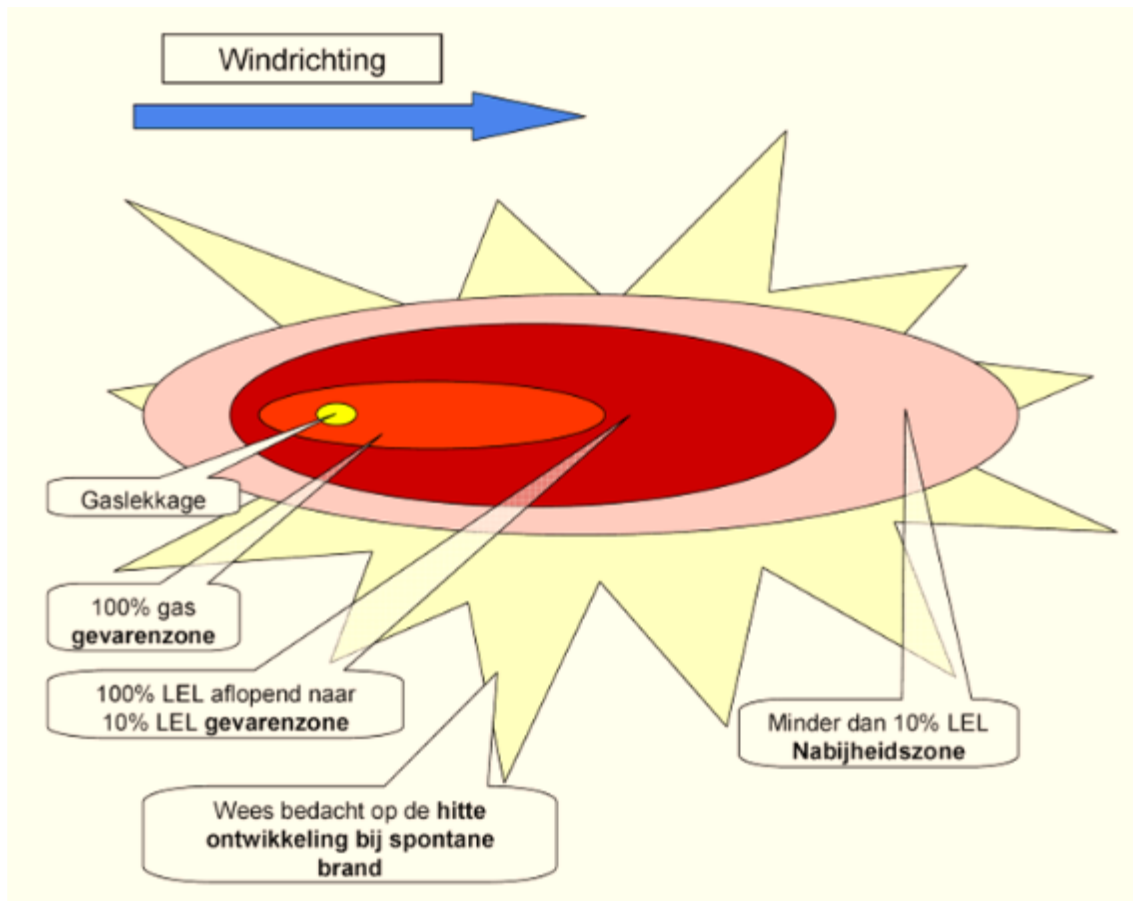 Windrichting
Gaslekkage
100% gas
gevarenzone
100% LEL aflopend naar
10% LEL gevarenzone
Minder dan 10% LEL
Nabijheidszone
Wees bedacht op de hitte
ontwikkeling bij spontane
brand